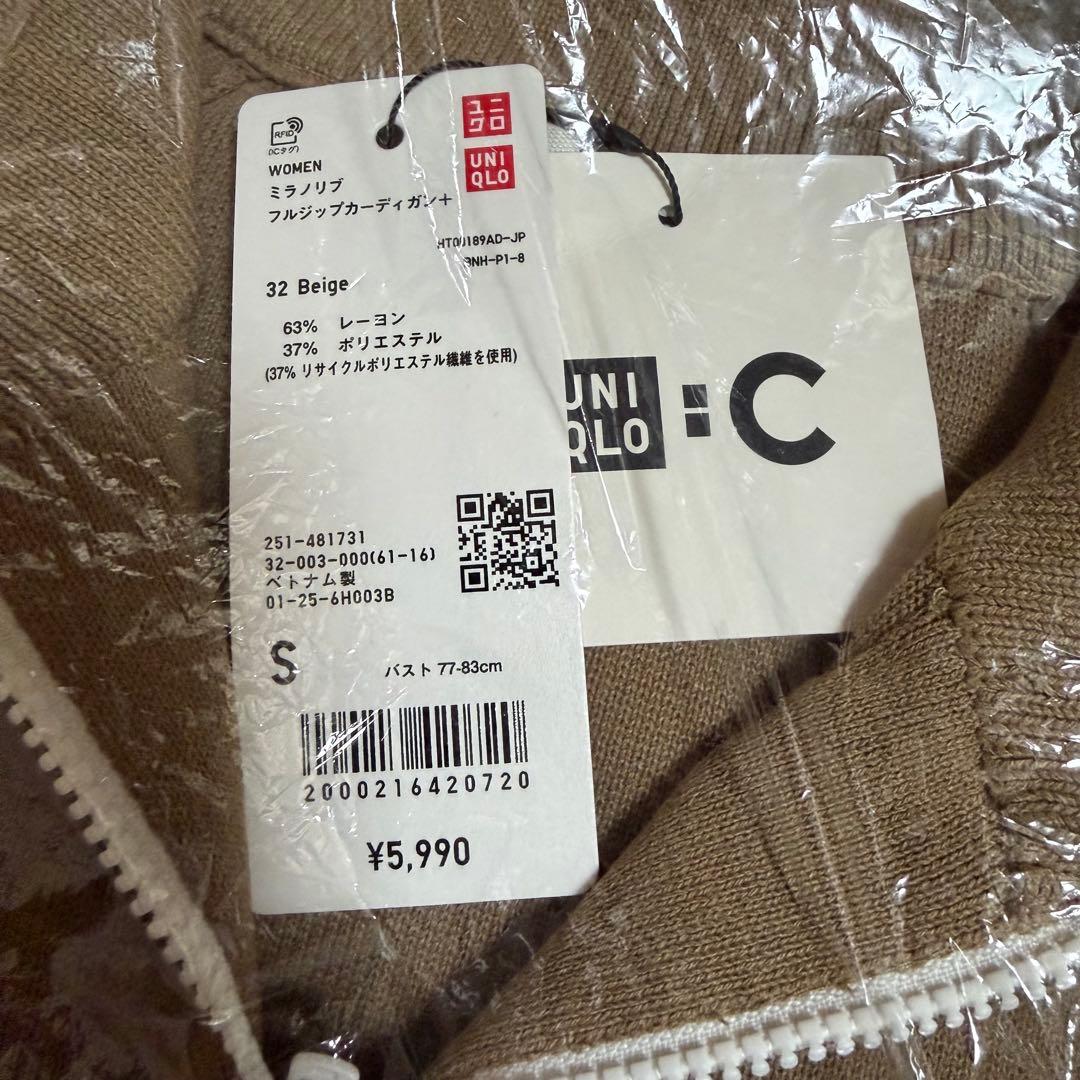 RFID
(ICタグ)
ユニ
クロ
UNI
QLO
WOMEN
ミラノリブ
フルジップカーディガン+
32 Beige
63% レーヨン
37% ポリエステル
(37% リサイクルポリエステル繊維を使用)
251-481731
32-003-000(61-16)
ベトナム製
01-25-6H003B
S
バスト 77-83cm
2000216420720
¥5,990
UNI
QLO
:C